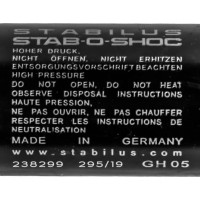 STABILUS
STAB-O-SHOC
HOHER DRUCK,
NICHT ÖFFNEN, NICHT ERHITZEN
ENTSORGUNGSVORSCHRIFT BEACHTEN
HIGH PRESSURE
DO NOT OPEN, DO NOT HEAT
OBSERVE DISPOSAL INSTRUCTIONS
HAUTE PRESSION,
NE PAS OUVRIR, NE PAS CHAUFFER
RESPECTER LES INSTRUCTIONS DE
NEUTRALISATION
MADE IN GERMANY
www.stabilus.com
238299 295/19 GH05